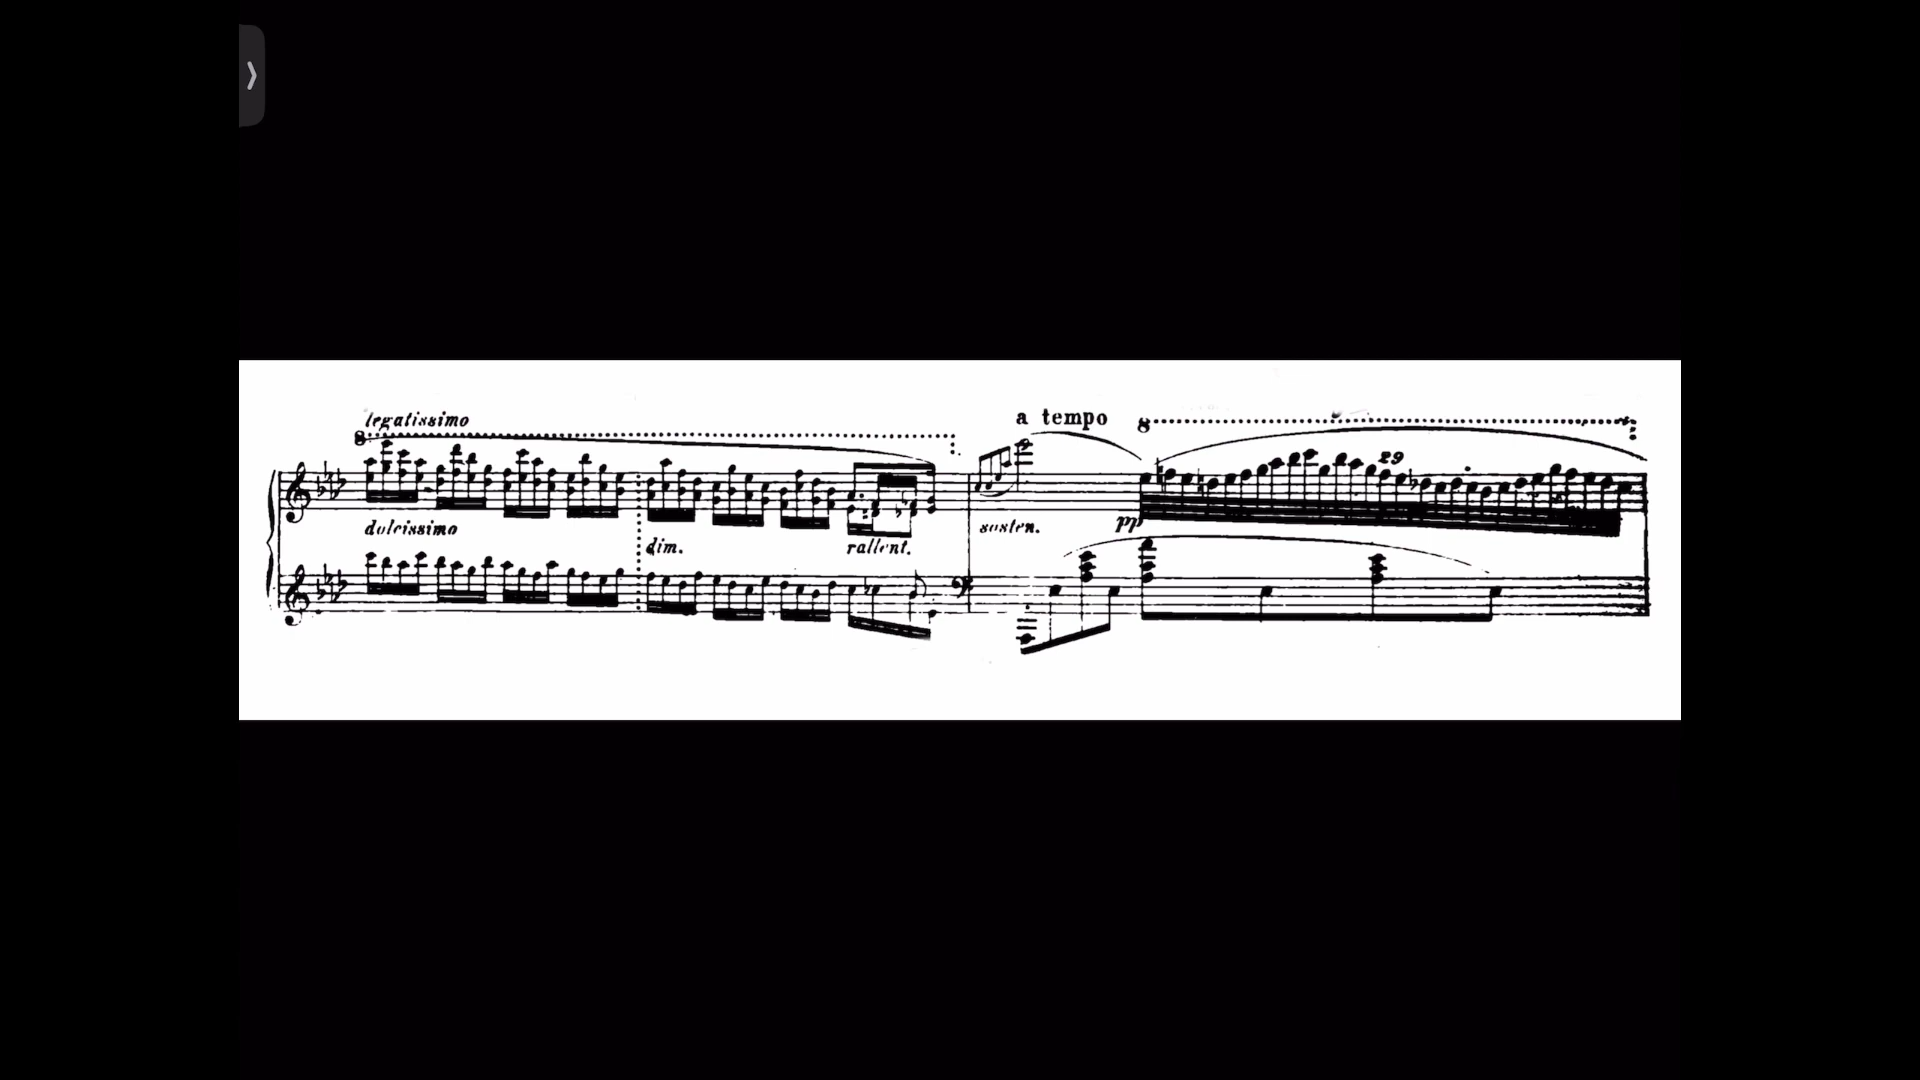 legatissimo
a tempo
8
8
29
dolcissimo
dim.
rallent.
sosten.
pp